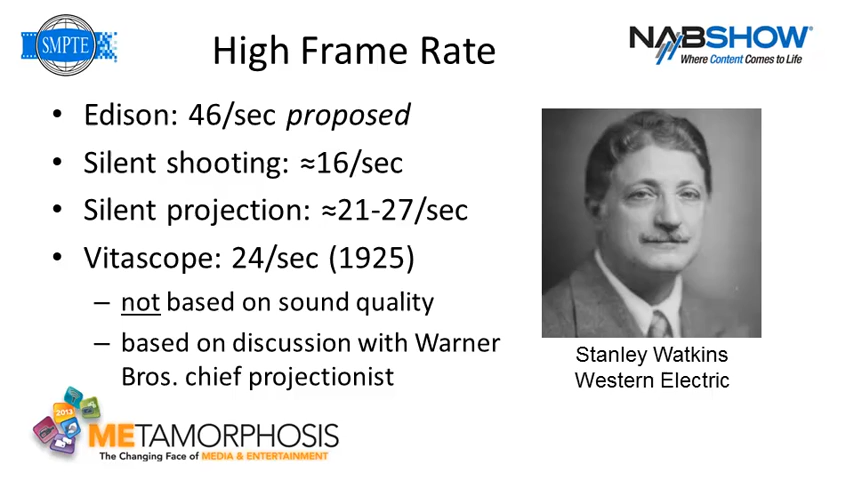 SMPTE
High Frame Rate
NABSHOW®
Where Content Comes to Life
• Edison: 46/sec proposed
• Silent shooting: ≈16/sec
• Silent projection: ≈21-27/sec
• Vitascope: 24/sec (1925)
– not based on sound quality
– based on discussion with Warner
Bros. chief projectionist
Stanley Watkins
Western Electric
2013
METAMORPHOSIS
The Changing Face of MEDIA & ENTERTAINMENT